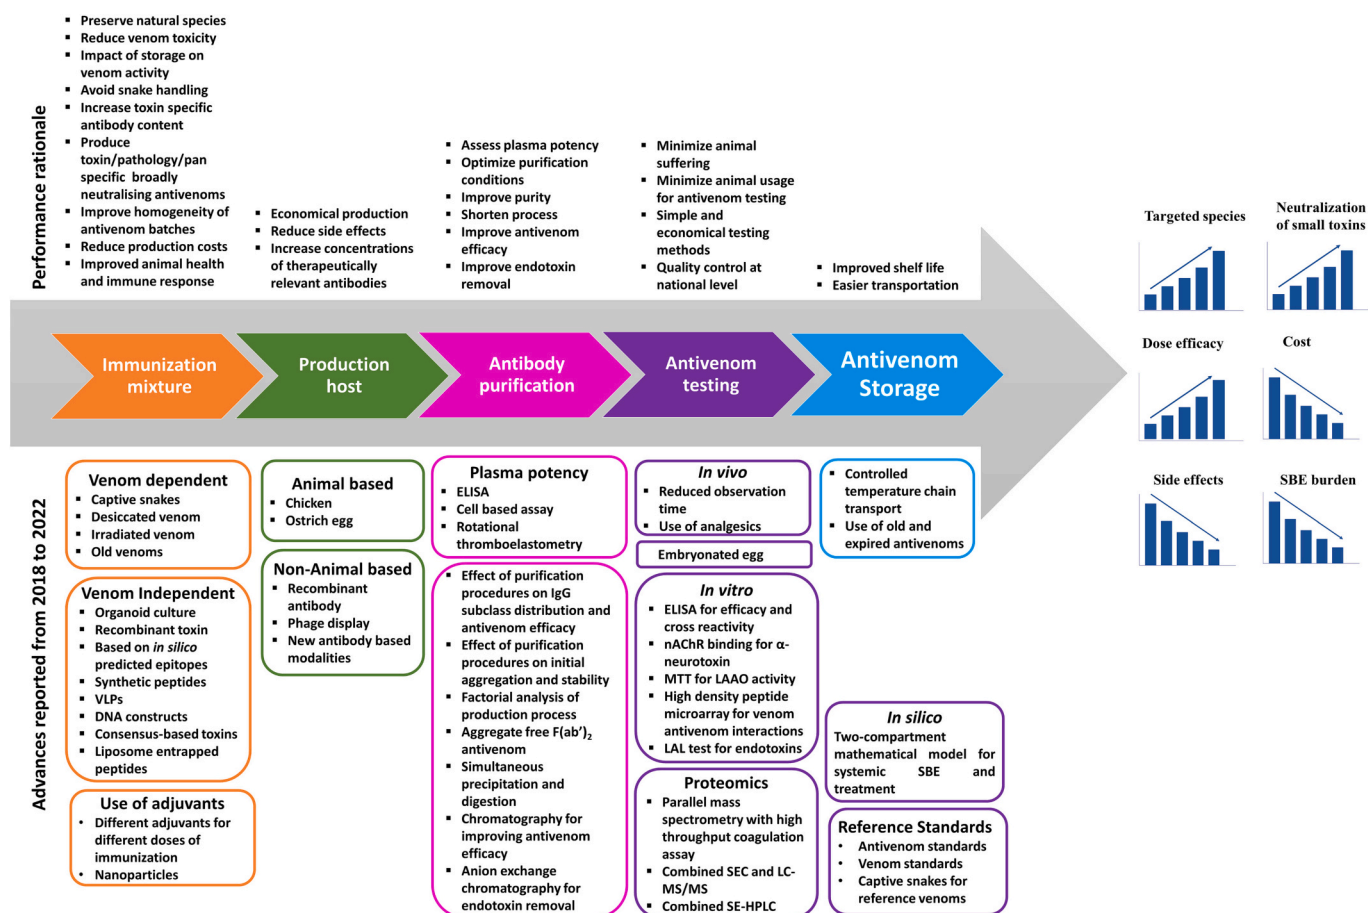 Performance rationale
▪ Preserve natural species
▪ Reduce venom toxicity
▪ Impact of storage on
venom activity
▪ Avoid snake handling
▪ Increase toxin specific
antibody content
▪ Produce
toxin/pathology/pan
specific broadly
neutralising antivenoms
▪ Improve homogeneity of
antivenom batches
▪ Reduce production costs
▪ Improved animal health
and immune response
▪ Economical production
▪ Reduce side effects
▪ Increase concentrations
of therapeutically
relevant antibodies
▪ Assess plasma potency
▪ Optimize purification
conditions
▪ Improve purity
▪ Shorten process
▪ Improve antivenom
efficacy
▪ Improve endotoxin
removal
▪ Minimize animal
suffering
▪ Minimize animal usage
for antivenom testing
▪ Simple and
economical testing
methods
▪ Quality control at
national level
▪ Improved shelf life
▪ Easier transportation
Immunization
mixture
Production
host
Antibody
purification
Antivenom
testing
Antivenom
Storage
Targeted species
Neutralization
of small toxins
Dose efficacy
Cost
Side effects
SBE burden
Advances reported from 2018 to 2022
Venom dependent
▪ Captive snakes
▪ Desiccated venom
▪ Irradiated venom
▪ Old venoms
Venom Independent
▪ Organoid culture
▪ Recombinant toxin
▪ Based on in silico
predicted epitopes
▪ Synthetic peptides
▪ VLPs
▪ DNA constructs
▪ Consensus-based toxins
▪ Liposome entrapped
peptides
Use of adjuvants
• Different adjuvants for
different doses of
immunization
• Nanoparticles
Animal based
▪ Chicken
▪ Ostrich egg
Non-Animal based
▪ Recombinant
antibody
▪ Phage display
▪ New antibody based
modalities
Plasma potency
▪ ELISA
▪ Cell based assay
▪ Rotational
thromboelastometry
▪ Effect of purification
procedures on IgG
subclass distribution and
antivenom efficacy
▪ Effect of purification
procedures on initial
aggregation and stability
▪ Factorial analysis of
production process
▪ Aggregate free F(ab')₂
antivenom
▪ Simultaneous
precipitation and
digestion
▪ Chromatography for
improving antivenom
efficacy
▪ Anion exchange
chromatography for
endotoxin removal
In vivo
▪ Reduced observation
time
▪ Use of analgesics
Embryonated egg
In vitro
▪ ELISA for efficacy and
cross reactivity
▪ nAChR binding for α-
neurotoxin
▪ MTT for LAAO activity
▪ High density peptide
microarray for venom
antivenom interactions
▪ LAL test for endotoxins
Proteomics
▪ Parallel mass
spectrometry with high
throughput coagulation
assay
▪ Combined SEC and LC-
MS/MS
▪ Combined SE-HPLC
▪ Controlled
temperature chain
transport
▪ Use of old and
expired antivenoms
In silico
Two-compartment
mathematical model for
systemic SBE and
treatment
Reference Standards
• Antivenom standards
• Venom standards
• Captive snakes for
reference venoms